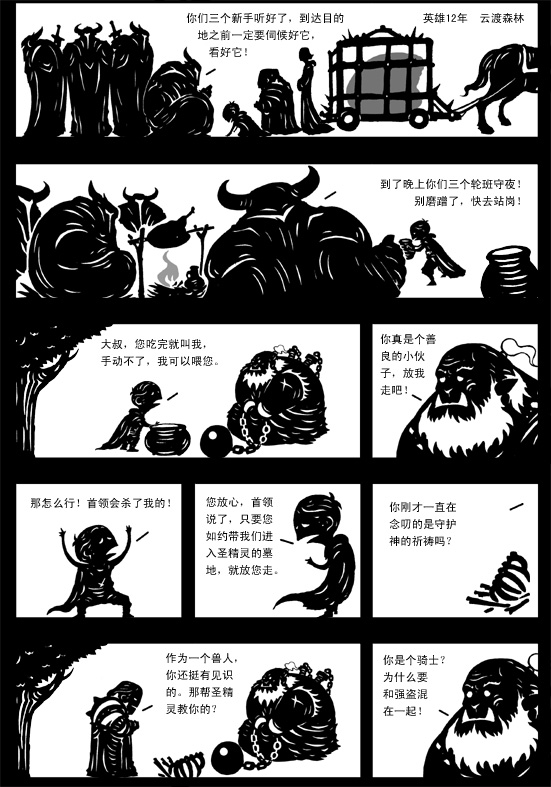 你们三个新手听好了，到达目的
地之前一定要伺候好它，
看好它！
英雄12年 云渡森林
到了晚上你们三个轮班守夜！
别磨蹭了，快去站岗！
大叔，您吃完就叫我，
手动不了，我可以喂您。
你真是个善
良的小伙
子，放我
走吧！
那怎么行！首领会杀了我的！
您放心，首领
说了，只要您
如约带我们进
入圣精灵的墓
地，就放您走。
你刚才一直在
念叨的是守护
神的祈祷吗？
作为一个兽人，
你还挺有见识
的。那帮圣精
灵教你的？
你是个骑士？
为什么要
和强盗混
在一起！